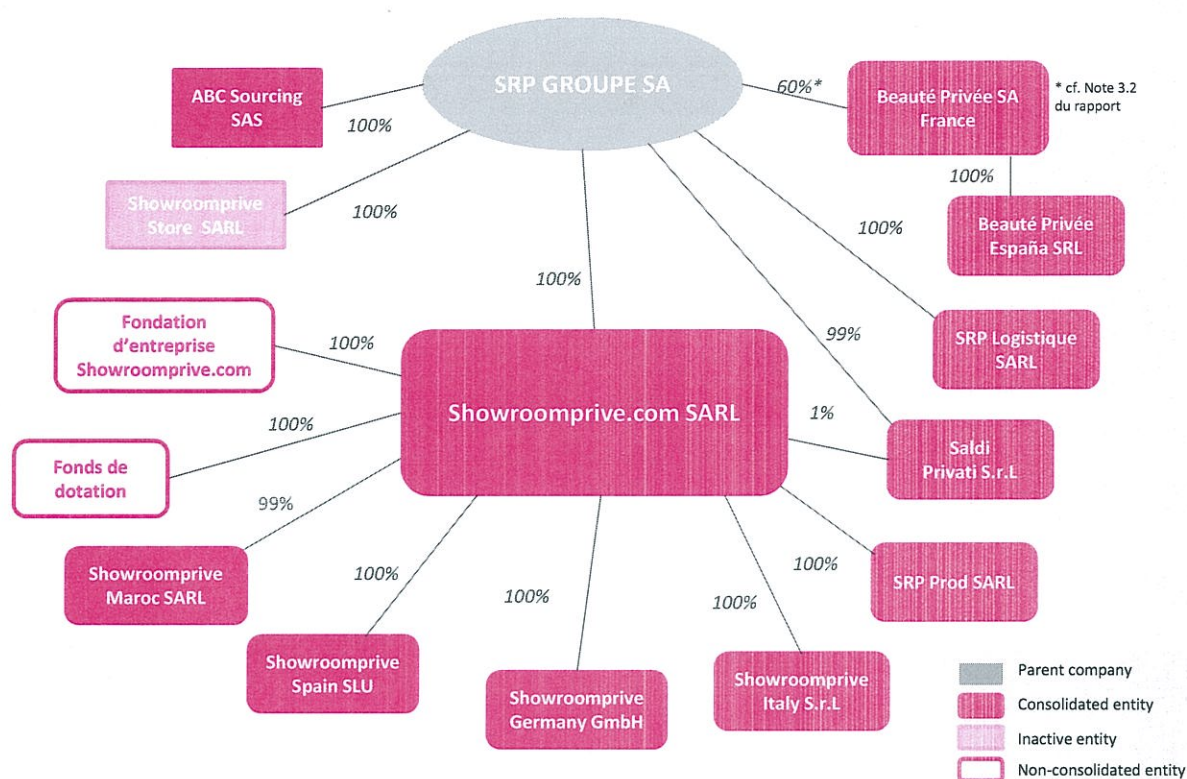 SRP GROUPE SA
ABC Sourcing
SAS
100%
60%*
Beauté Privée SA
France
* cf. Note 3.2
du rapport
Showroomprive
Store SARL
100%
100%
Beauté Privée
España SRL
100%
100%
SRP Logistique
SARL
99%
Fondation
d'entreprise
Showroomprive.com
100%
Showroomprive.com SARL
1%
Saldi
Privati S.r.L
100%
Fonds de
dotation
99%
Showroomprive
Maroc SARL
100%
Showroomprive
Spain SLU
100%
Showroomprive
Germany GmbH
100%
Showroomprive
Italy S.r.L
100%
SRP Prod SARL
Parent company
Consolidated entity
Inactive entity
Non-consolidated entity